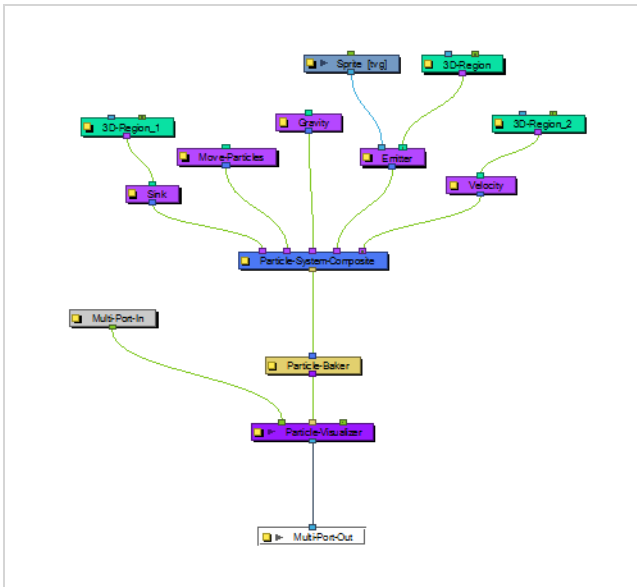 Sprite [tvg]
3D-Region
3D-Region_1
Gravity
3D-Region_2
Move-Particles
Emitter
Sink
Velocity
Particle-System-Composite
Multi-Port-In
Particle-Baker
Particle-Visualizer
Multi-Port-Out